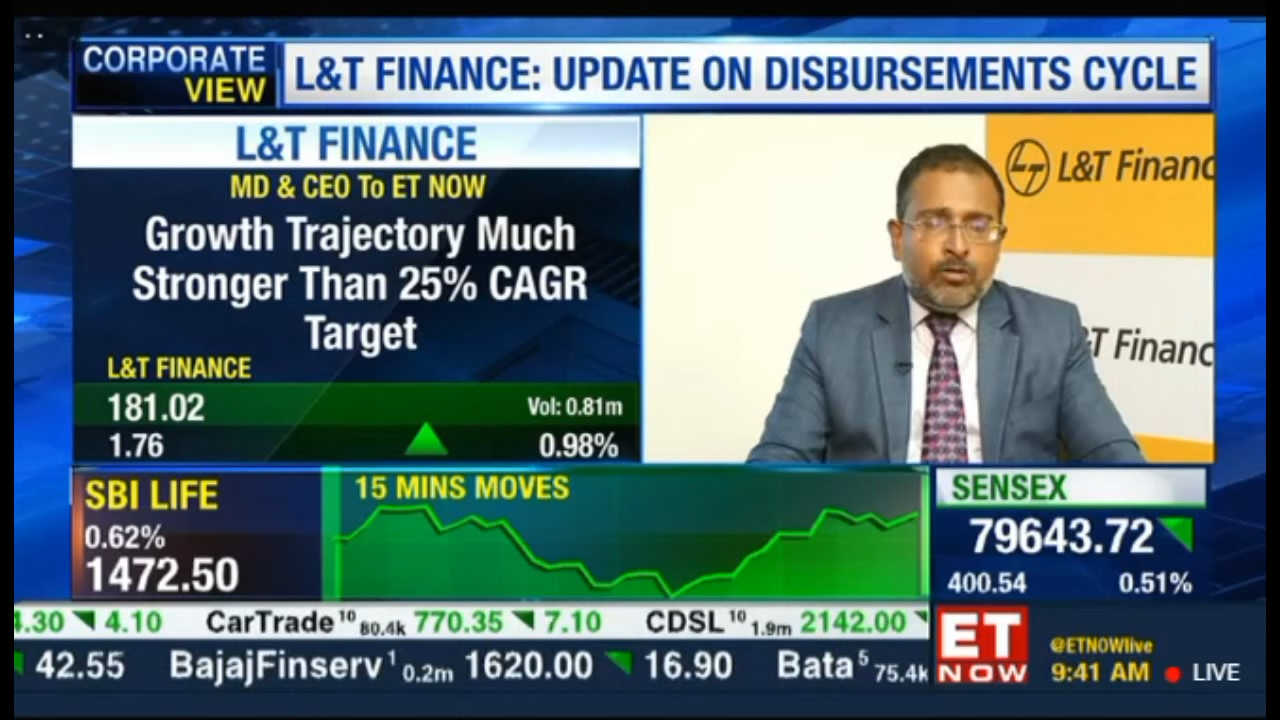 CORPORATE
VIEW
L&T FINANCE: UPDATE ON DISBURSEMENTS CYCLE
L&T FINANCE
MD & CEO To ET NOW
Growth Trajectory Much
Stronger Than 25% CAGR
Target
L&T FINANCE
181.02 Vol: 0.81m
1.76 0.98%
L&T Financ
T Financ
SBI LIFE
0.62%
1472.50
15 MINS MOVES
SENSEX
79643.72
400.54 0.51%
4.30 4.10 CarTrade 10 80.4k 770.35 7.10 CDSL 10 1.9m 2142.00
42.55 BajajFinserv 1 0.2m 1620.00 16.90 Bata 5 75.4k
ET
NOW
@ETNOWlive
9:41 AM LIVE